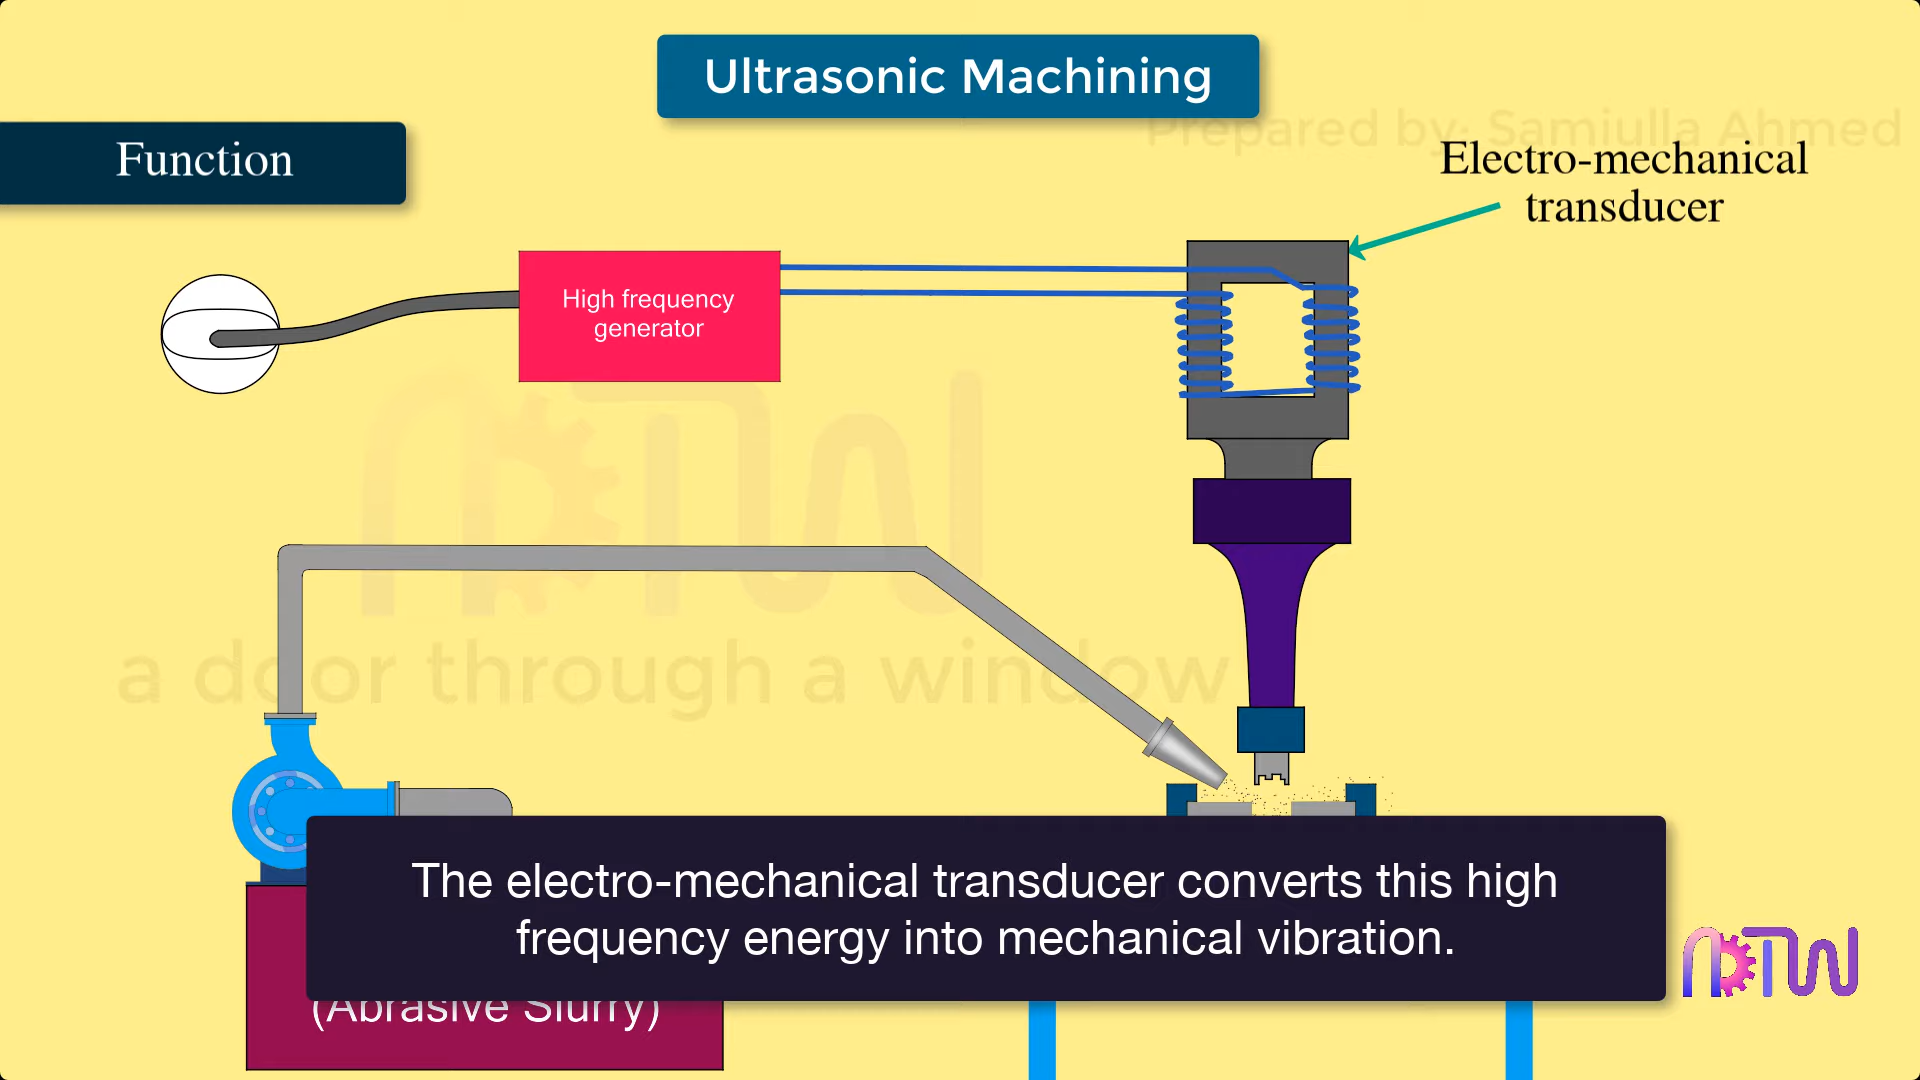 Ultrasonic Machining
Prepared by: Samiulla Ahmed
Function
Electro-mechanical
transducer
High frequency
generator
a door through a window
The electro-mechanical transducer converts this high
frequency energy into mechanical vibration.
(Abrasive Slurry)
ADTW